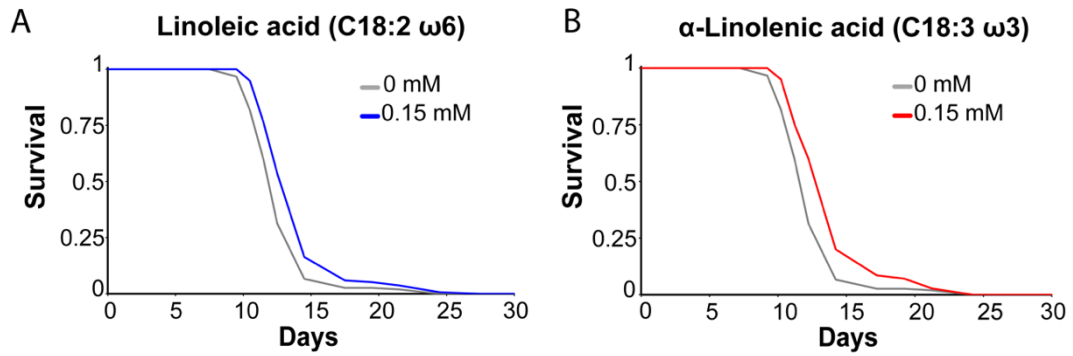 A
Linoleic acid (C18:2 ω6)
1
0.75
0.5
0.25
0
Survival
0 mM
0.15 mM
0 5 10 15 20 25 30
Days
B
α-Linolenic acid (C18:3 ω3)
1
0.75
0.5
0.25
0
Survival
0 mM
0.15 mM
0 5 10 15 20 25 30
Days